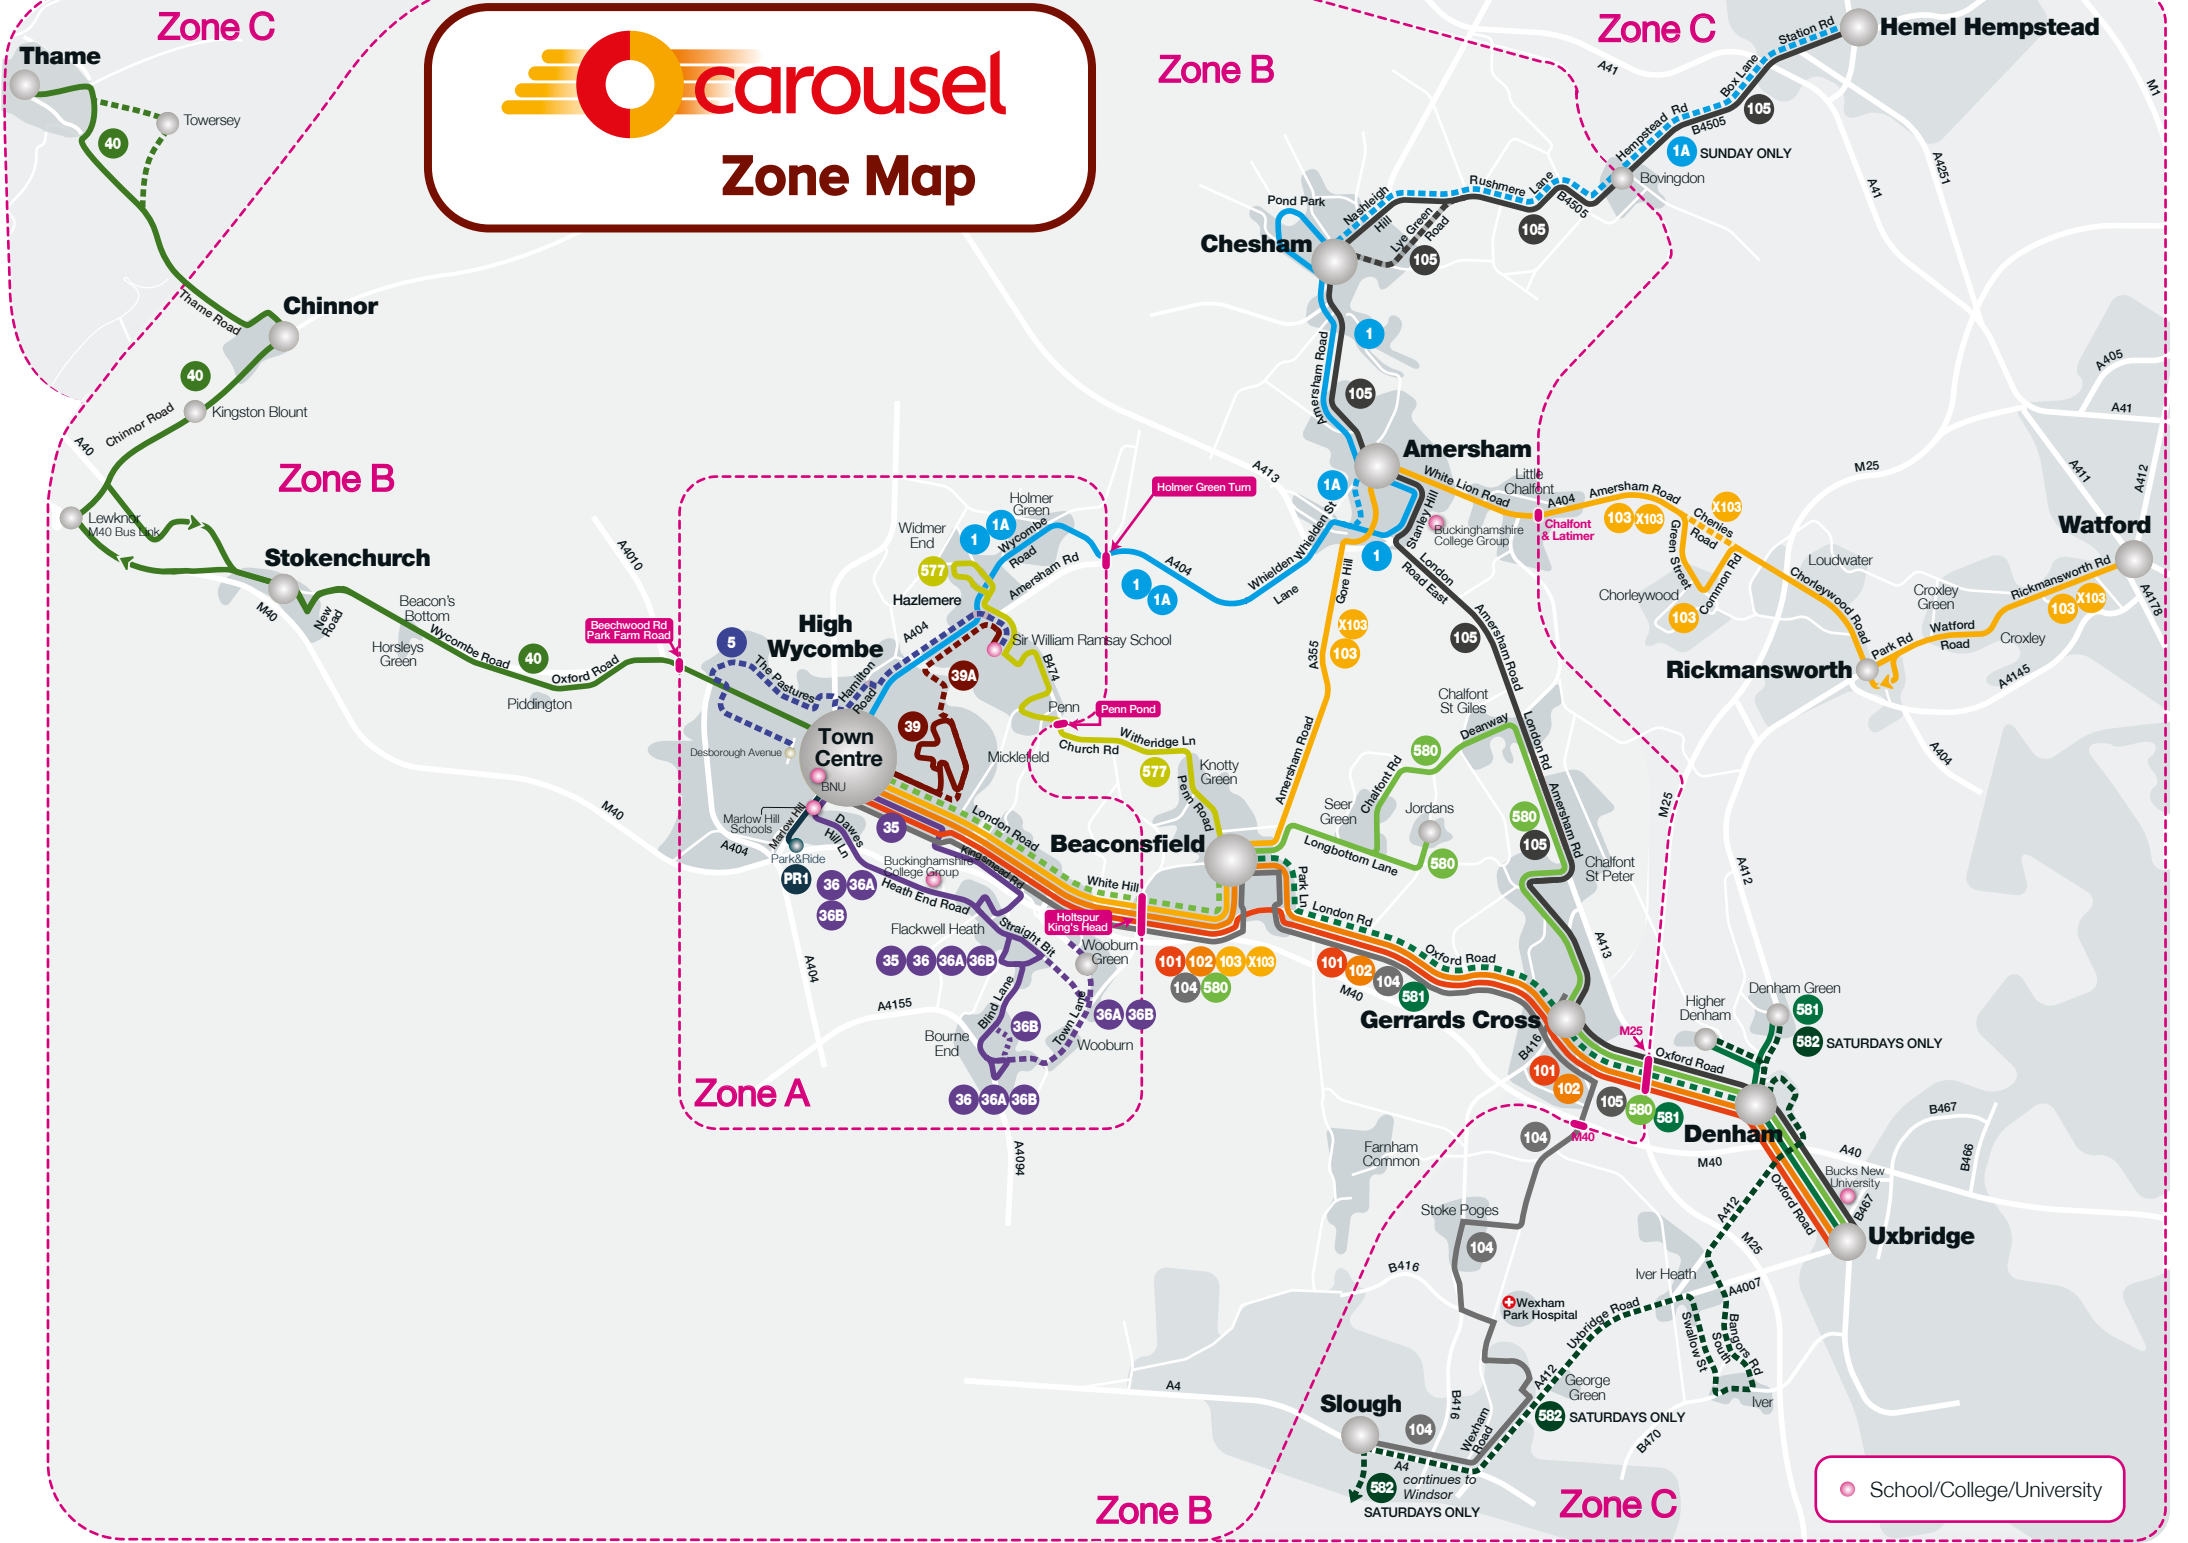 Zone C
Thame
Towersey
40
carousel
Zone Map
Zone B
Zone C
A41
Station Rd
Hemel Hempstead
Box Lane
105
Hempstead Rd
B4505
1A SUNDAY ONLY
Bovingdon
M1
A4251
A41
Pond Park
Nashleigh
Hill
Rushmere Lane
B4505
Lye Green
Road
105
105
Chesham
Thame Road
Chinnor
40
Kingston Blount
Chinnor Road
A40
Zone B
Lewknor
M40 Bus Link
Stokenchurch
M40
New
Road
Beacon's
Bottom
Horsleys
Green
Wycombe Road
40
Piddington
Oxford Road
Beechwood Rd
Park Farm Road
A4010
1
Amersham Road
105
Amersham
A413
Holmer Green Turn
1A
White Lion Road
Little
Chalfont
A404
Amersham Road
Chalfont
& Latimer
103 X103
X103
Chenies
Road
Green Street
Common Rd
Chorleywood
103
Loudwater
Chorleywood Road
Croxley
Green
Rickmansworth Rd
103 X103
Watford
Watford
Road
Croxley
Park Rd
Rickmansworth
A4145
A4178
A404
M25
A405
A41
A411
A412
Stanley Hill
Buckinghamshire
College Group
Whielden St
Whielden
Lane
1
London
Road East
Gore Hill
X103
103
A355
Amersham Road
Amersham Road
105
Holmer
Green
Widmer
End
1 1A
Wycombe
Road
577
Amersham Rd
A404
1 1A
Hazlemere
A404
High
Wycombe
5
The Pastures
Hamilton
Road
Sir William Ramsay School
39A
B474
39
Penn
Penn Pond
Church Rd
Witheridge Ln
577
Knotty
Green
Penn Road
Micklefield
Town
Centre
Desborough Avenue
BNU
Marlow Hill
Schools
Marlow Hill
Park&Ride
PR1
A404
M40
Dawes
Hill Ln
35
36 36A
36B
Heath End Road
Buckinghamshire
College Group
Kingsmead Rd
London Road
White Hill
Holtspur
King's Head
Flackwell Heath
Straight Bit
35 36 36A 36B
Wooburn
Green
36A 36B
Blind Lane
36B
Town Lane
Wooburn
Bourne
End
36 36A 36B
A404
A4155
A4094
Zone A
Beaconsfield
101 102 103 X103
104 580
Chalfont
St Giles
Deanway
580
Chalfont Rd
Seer
Green
Jordans
Longbottom Lane
580
London Rd
Amersham Rd
580
105
Chalfont
St Peter
Park Ln
London Rd
Oxford Road
101 102 104 581
M40
Gerrards Cross
A413
A412
M25
B416
101
102
M25
Oxford Road
Higher
Denham
Denham Green
581
582 SATURDAYS ONLY
105 580 581
Denham
M40
104
M40
A40
B467
B466
Bucks New
University
B467
Oxford Road
Uxbridge
A412
M25
Farnham
Common
Stoke Poges
104
B416
Wexham
Park Hospital
Iver Heath
A4007
Uxbridge Road
Swallow St
Bangors Rd
South
Iver
A412
George
Green
582 SATURDAYS ONLY
B470
B416
Wexham
Road
A4
Slough
104
A4
continues to
Windsor
582
SATURDAYS ONLY
Zone B
Zone C
School/College/University